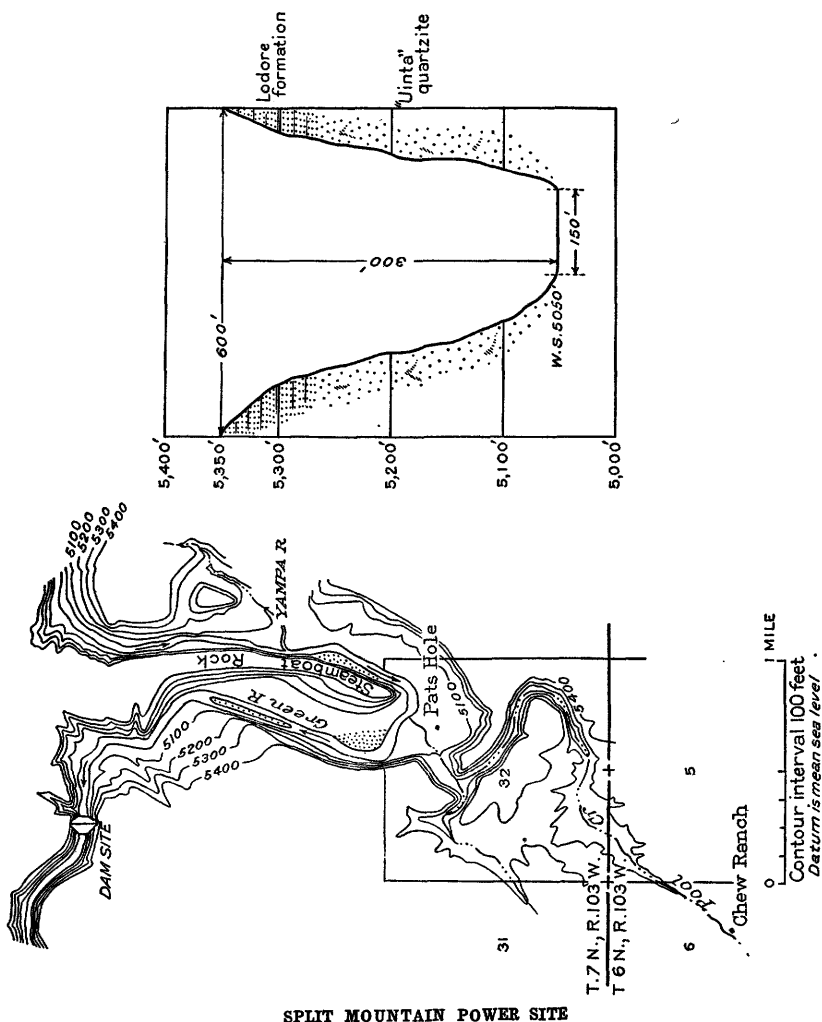 5,400'
5,350'
5,300'
5,200'
5,100'
5,000'
600'
300'
150'
W.S. 5050'
Lodore
formation
"Uinta"
quartzite
5100
5200
5300
5400
YAMPA R
Steamboat Rock
Green R
5100
5200
5300
5400
DAM SITE
Pats Hole
5100
5400
32
31
5
6
T. 7 N., R. 103 W.
T 6 N., R. 103 W.
Pool Cr
Chew Ranch
0
1 MILE
Contour interval 100 feet
Datum is mean sea level.
SPLIT MOUNTAIN POWER SITE